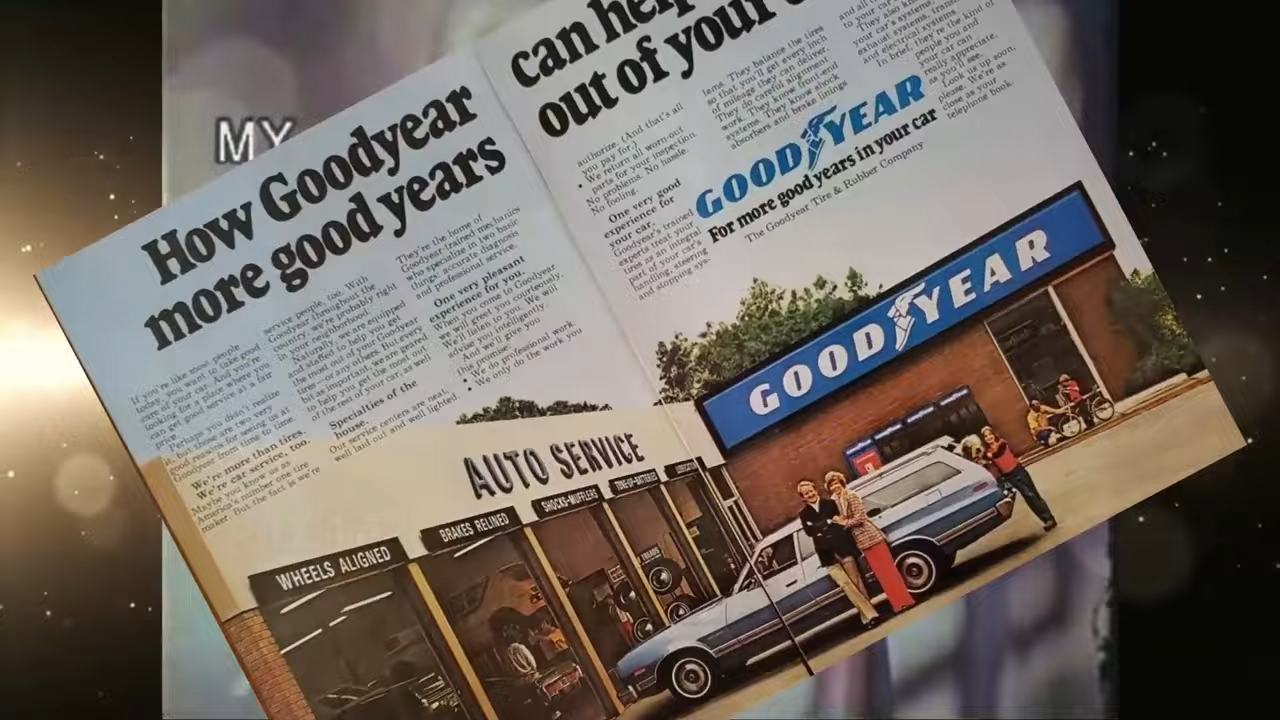 MY
How Goodyear
more good years
can help
out of your
If you're like most people
today, you want to take good
care of your car. And you're
looking for a place where you
can get good service at a fair
price.
Perhaps you didn't realize
it, but those are two very
good reasons for seeing us at
Goodyear from time to time.
We're more than tires.
We're car service, too.
Maybe you know us as
America's number one tire
maker. But the fact is we're
service people, too. With
Goodyear throughout the
country, we're probably right
in your neighborhood.
Naturally, we are equipped
and staffed to help you get
the most out of your Goodyear
tires—or any others. But every
bit as important, we are geared
to help you get the most out
of the rest of your car, as well.
Specialties of the
house.
Our service centers are neat,
well laid out and well lighted.
They're the home of
Goodyear-trained mechanics
who specialize in two basic
things: accurate diagnosis
and professional service.
One very pleasant
experience for you.
When you come to Goodyear
we will greet you courteously.
We'll listen to you. We will
advise you intelligently.
And we'll give you
this promise:
• We do professional work.
• We only do the work you
authorize. (And that's all
you pay for.)
• We return all worn-out
parts for your inspection.
No problems. No hassle.
No fooling.
One very good
experience for
your car.
Goodyear's trained
experts treat your
tires as an integral
part of your car's
handling, steering
and stopping sys-
tems. They balance the tires
so that you'll get every inch
of mileage they can deliver.
They do careful alignment
work. They know front-end
systems. They know shock
absorbers and brake linings
and all
to your car's
They also know
your car's systems,
exhaust systems,
and electrical systems.
In brief, they're the kind of
people you and
your car can
really appreciate,
as you'll see.
Look us up soon,
please. We're as
close as your
telephone book.
GOODYEAR
For more good years in your car
The Goodyear Tire & Rubber Company
GOODYEAR
AUTO SERVICE
WHEELS ALIGNED
BRAKES RELINED
SHOCKS-MUFFLERS
TUNE-UP-BATTERIES
LUBRICATION